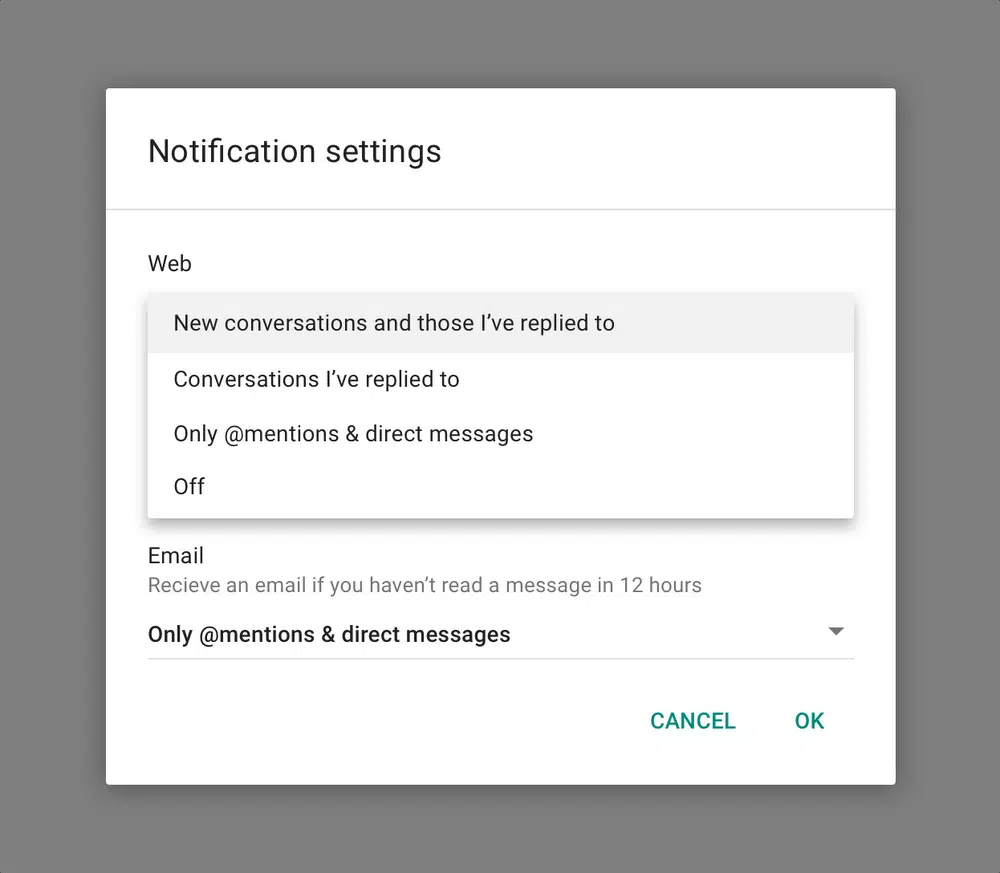 Notification settings
Web
New conversations and those I’ve replied to
Conversations I’ve replied to
Only @mentions & direct messages
Off
Email
Recieve an email if you haven’t read a message in 12 hours
Only @mentions & direct messages
CANCEL OK